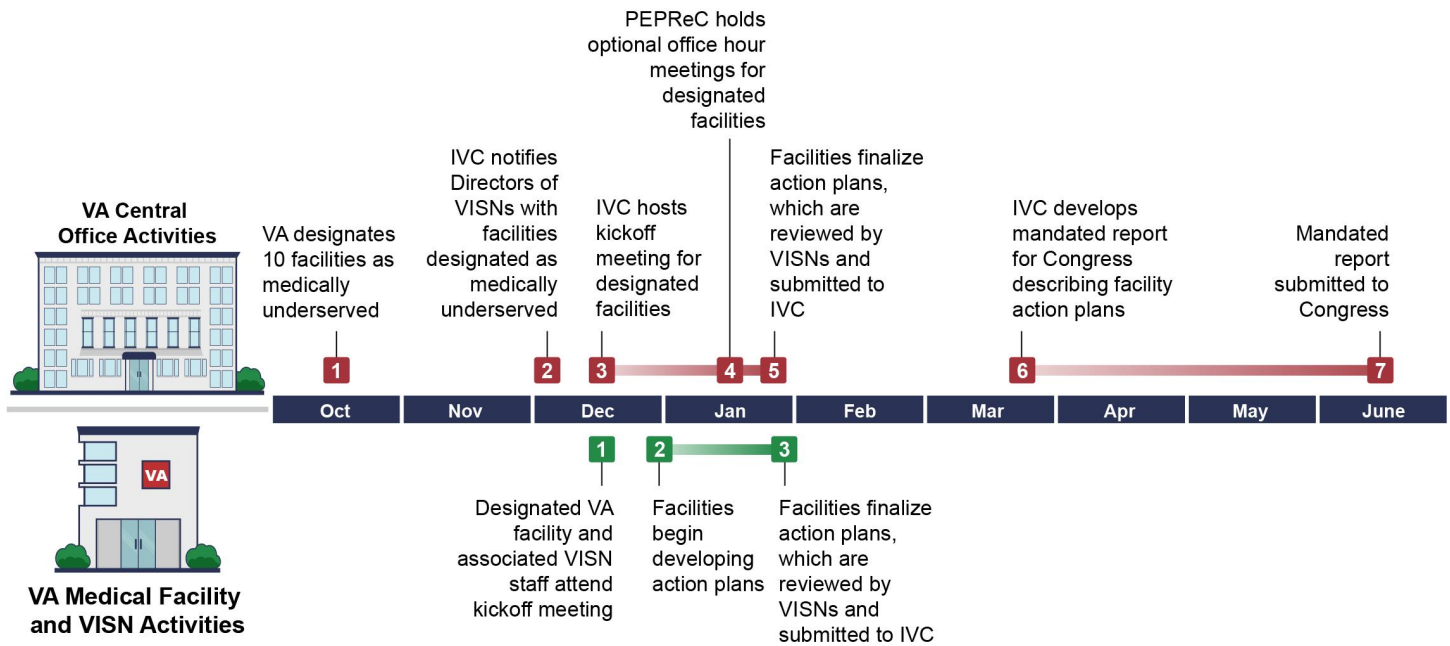 PEPReC holds
optional office hour
meetings for
designated
facilities
IVC notifies
Directors of
VISNs with
facilities
designated as
medically
underserved
Facilities finalize
action plans,
which are
reviewed by
VISNs and
submitted to
IVC
VA Central
Office Activities
VA designates
10 facilities as
medically
underserved
IVC hosts
kickoff
meeting for
designated
facilities
IVC develops
mandated report
for Congress
describing facility
action plans
Mandated
report
submitted to
Congress
1
2
3
4
5
6
7
Oct
Nov
Dec
Jan
Feb
Mar
Apr
May
June
VA
1
2
3
Designated VA
facility and
associated VISN
staff attend
kickoff meeting
Facilities
begin
developing
action plans
Facilities finalize
action plans,
which are
reviewed by
VISNs and
submitted to IVC
VA Medical Facility
and VISN Activities